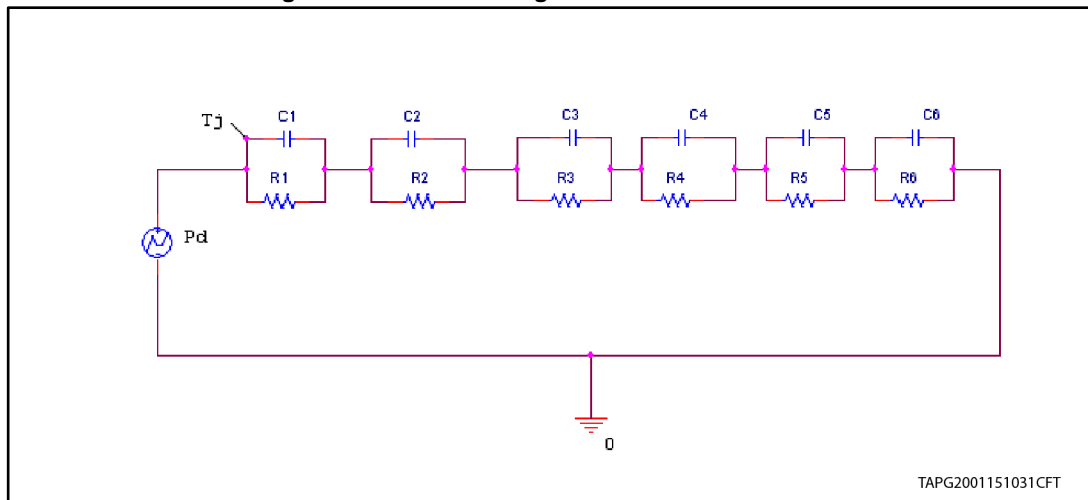 Tj
C1
C2
C3
C4
C5
C6
R1
R2
R3
R4
R5
R6
Pd
0
TAPG2001151031CFT